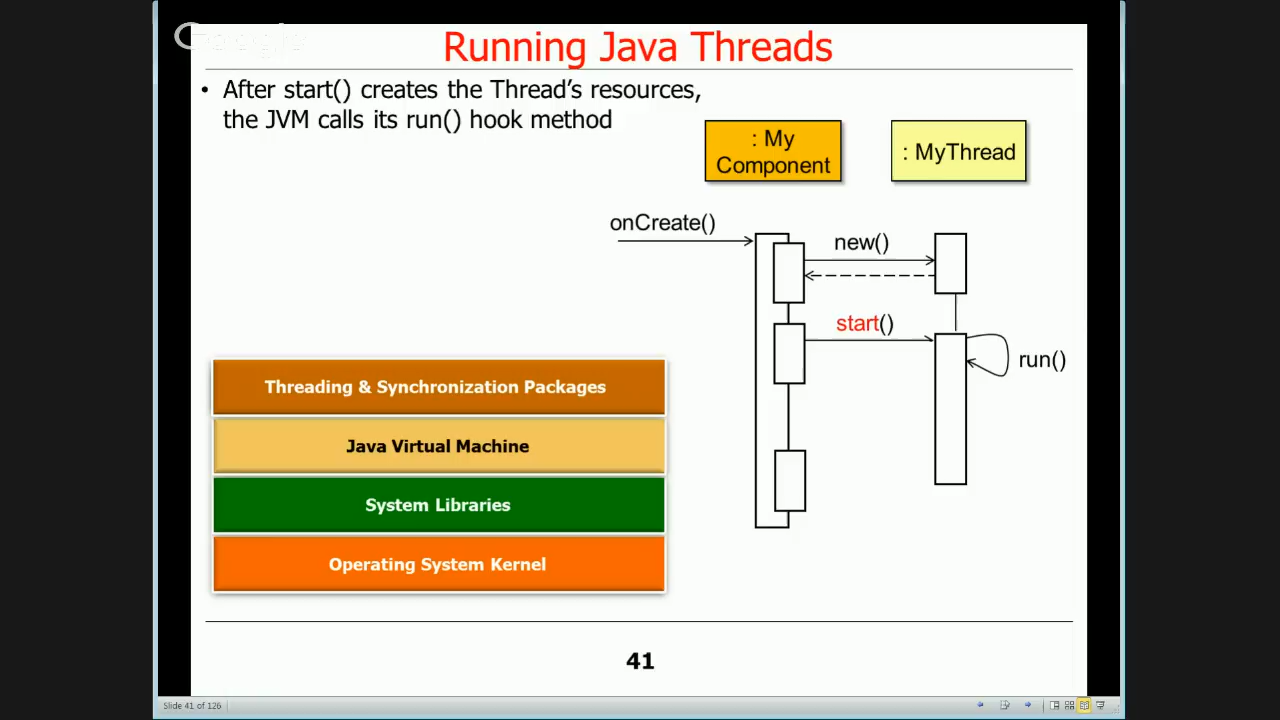 Google
Running Java Threads
• After start() creates the Thread's resources,
the JVM calls its run() hook method
: My
Component
: MyThread
onCreate()
new()
start()
run()
Threading & Synchronization Packages
Java Virtual Machine
System Libraries
Operating System Kernel
41
Slide 41 of 126